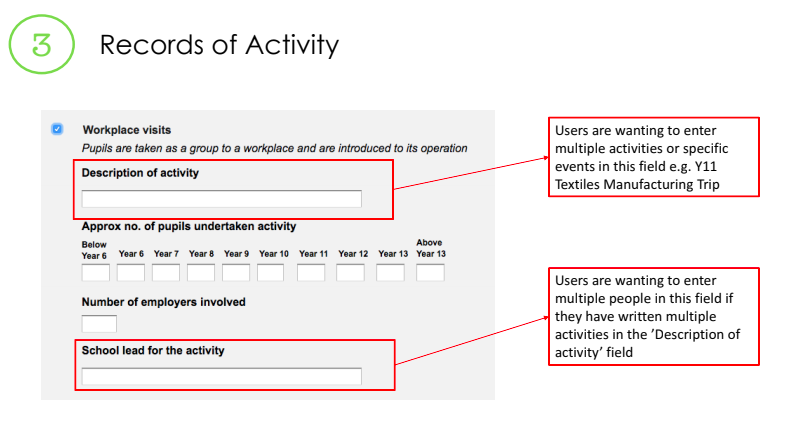 3
Records of Activity
Workplace visits
Pupils are taken as a group to a workplace and are introduced to its operation
Description of activity
Approx no. of pupils undertaken activity
Below
Year 6 Year 6 Year 7 Year 8 Year 9 Year 10 Year 11 Year 12 Year 13 Above
Year 13
Number of employers involved
School lead for the activity
Users are wanting to enter
multiple activities or specific
events in this field e.g. Y11
Textiles Manufacturing Trip
Users are wanting to enter
multiple people in this field if
they have written multiple
activities in the ’Description of
activity’ field